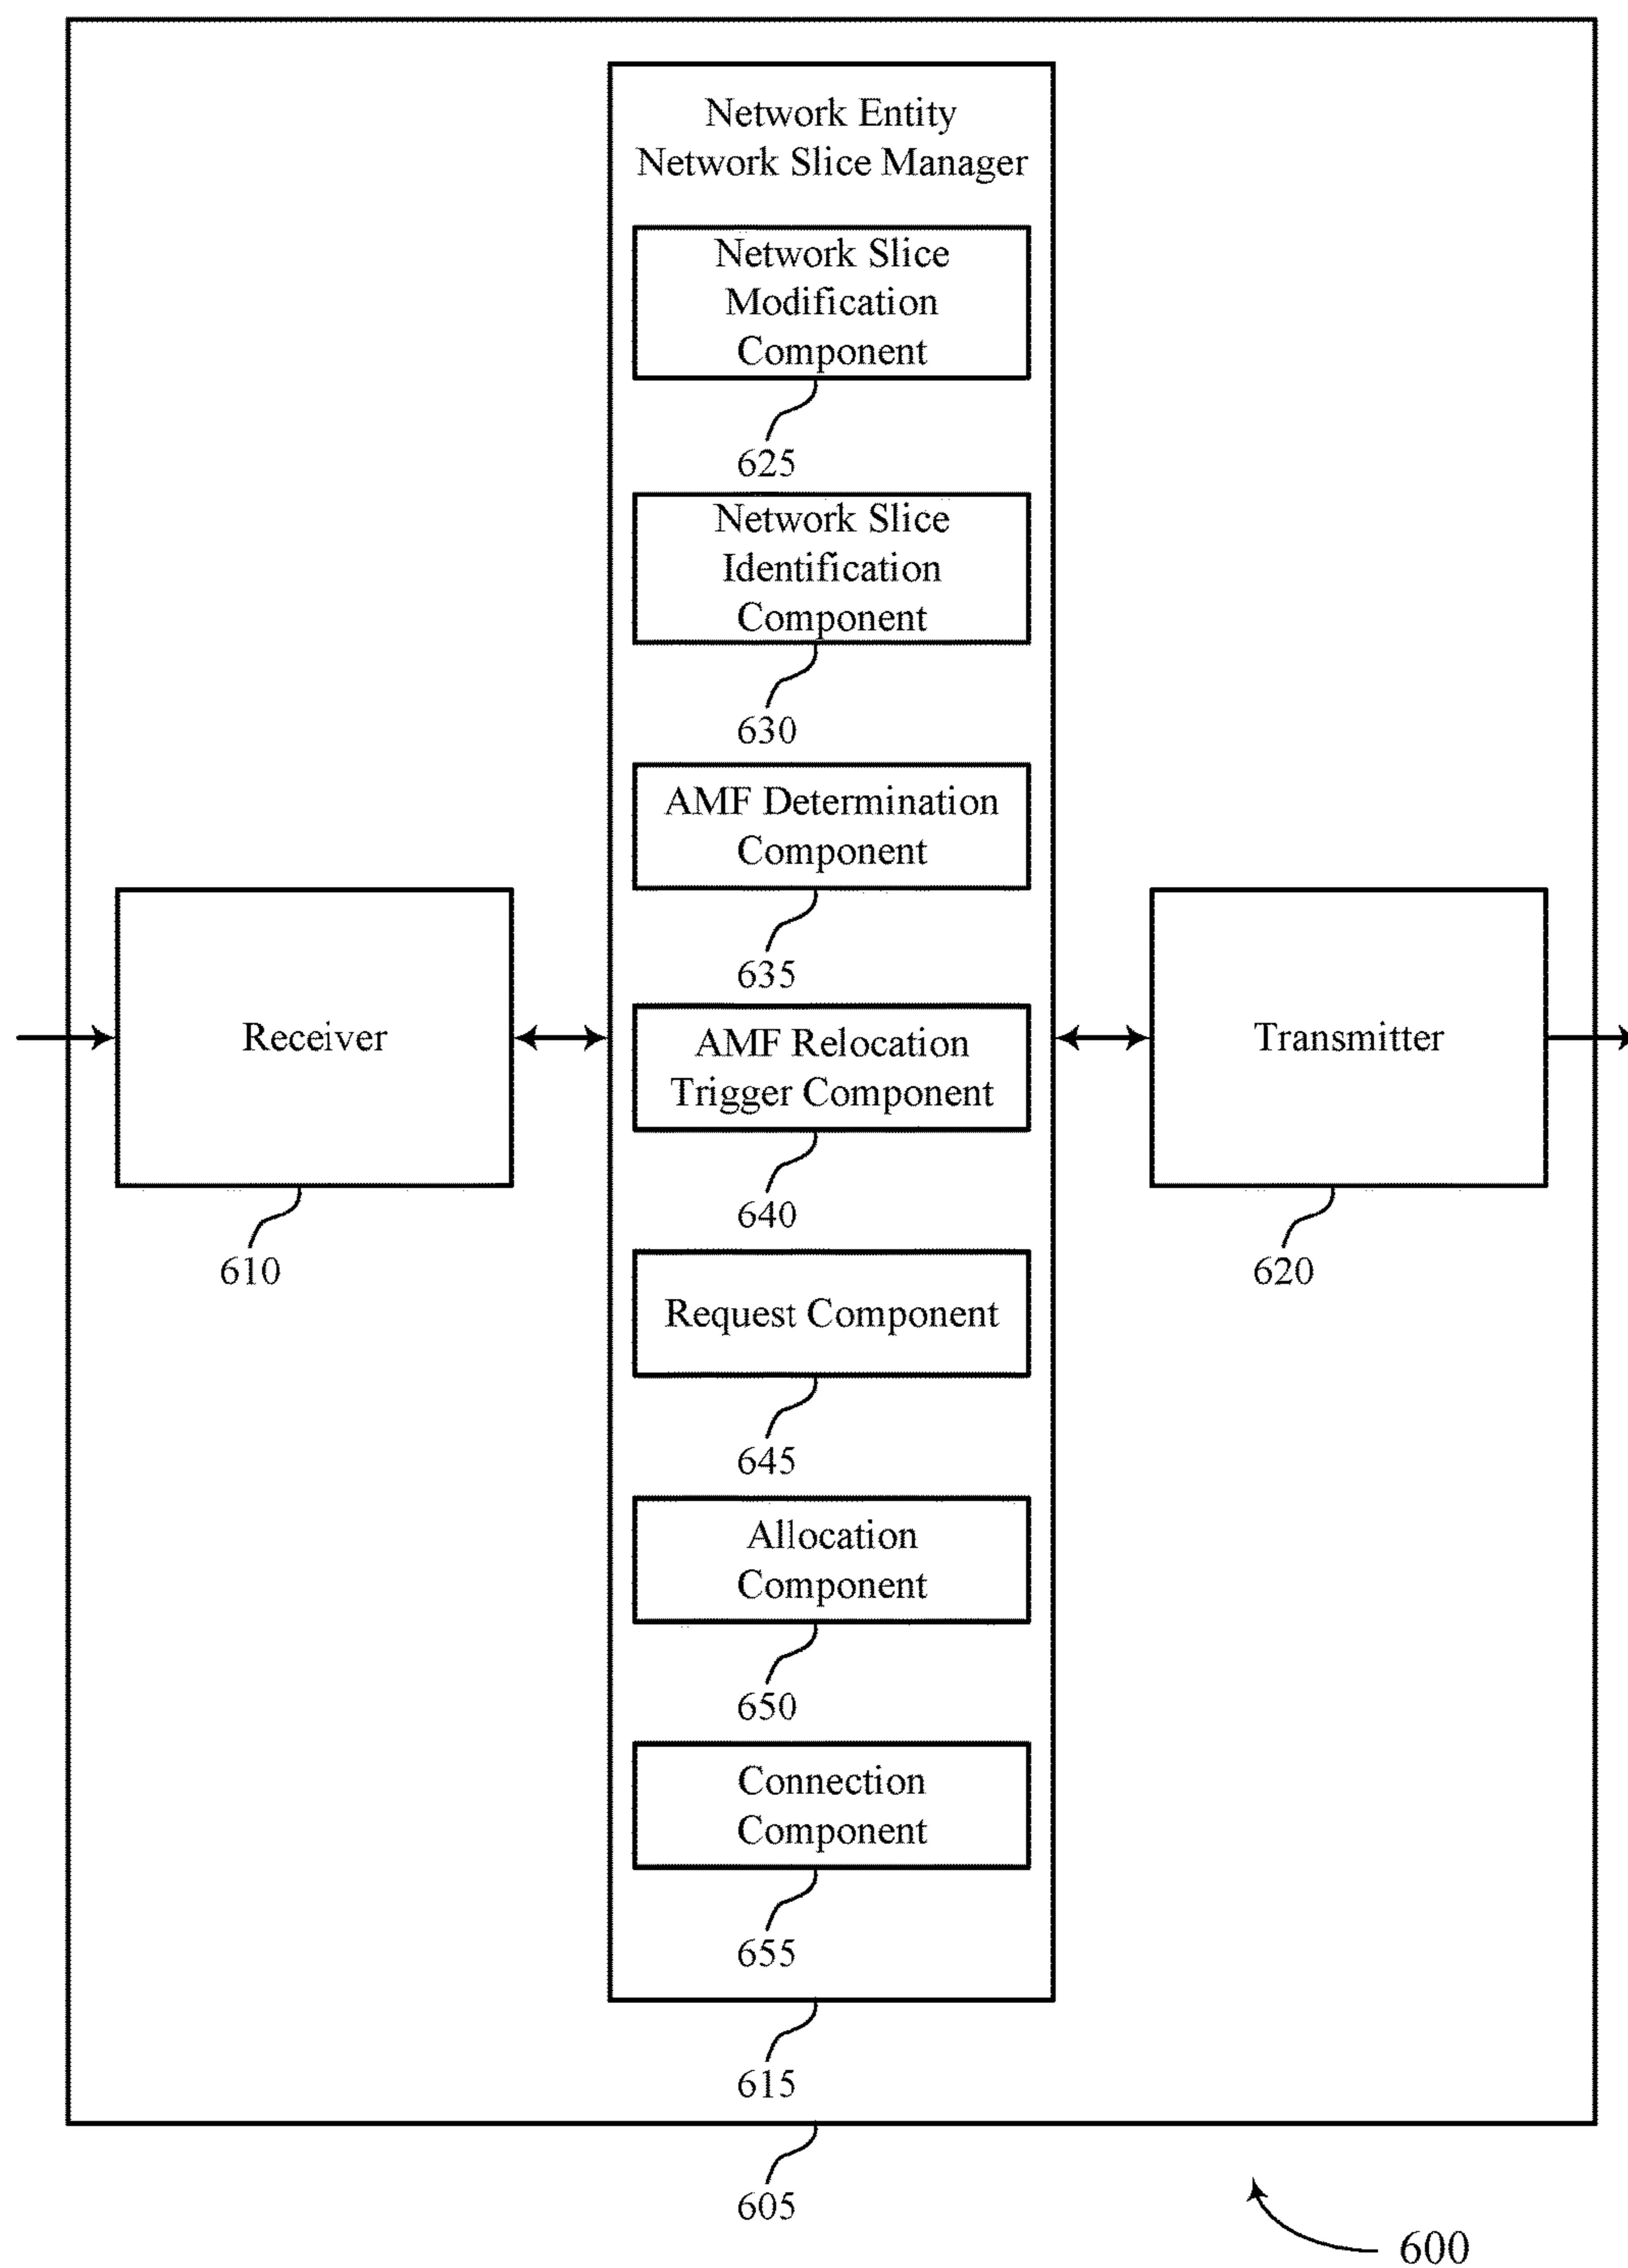 Network Entity
Network Slice Manager
Network Slice
Modification
Component
625
Network Slice
Identification
Component
630
AMF Determination
Component
635
Receiver
610
AMF Relocation
Trigger Component
640
Transmitter
620
Request Component
645
Allocation
Component
650
Connection
Component
655
615
605
600